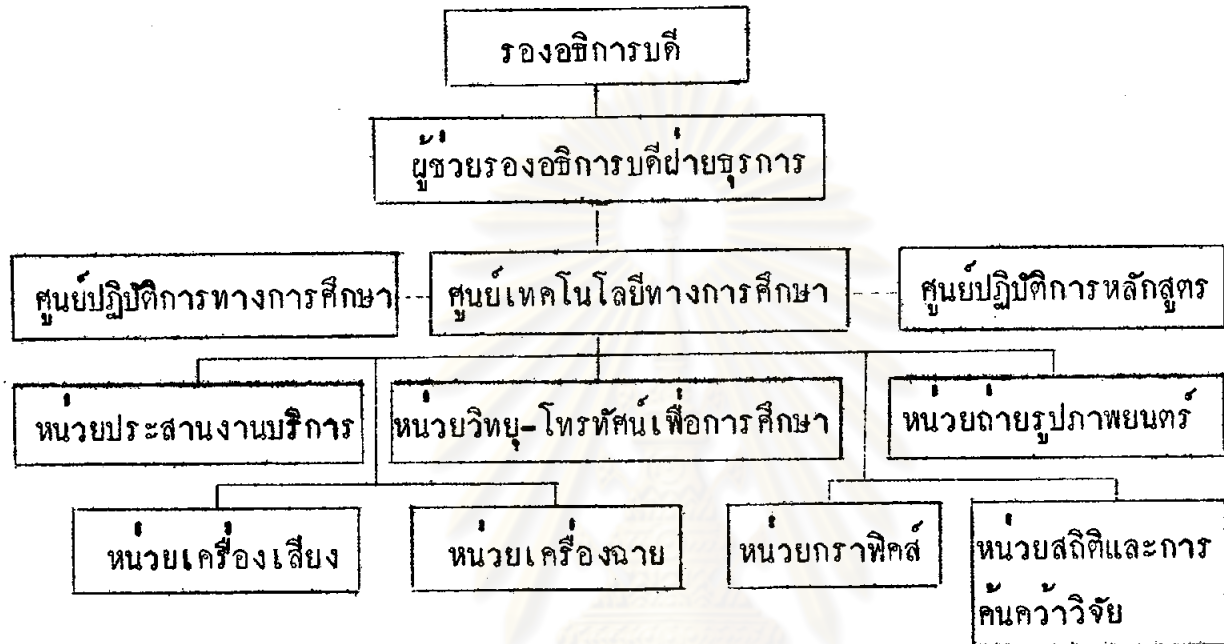 รองอธิการบดี
ผู้ช่วยรองอธิการบดีฝ่ายธุรการ
ศูนย์ปฏิบัติการทางการศึกษา
ศูนย์เทคโนโลยีทางการศึกษา
ศูนย์ปฏิบัติการหลักสูตร
หน่วยประสานงานบริการ
หน่วยวิทยุ-โทรทัศน์เพื่อการศึกษา
หน่วยถ่ายรูปภาพยนตร์
หน่วยเครื่องเสียง
หน่วยเครื่องฉาย
หน่วยกราฟิคส์
หน่วยสถิติและการ
ค้นคว้าวิจัย